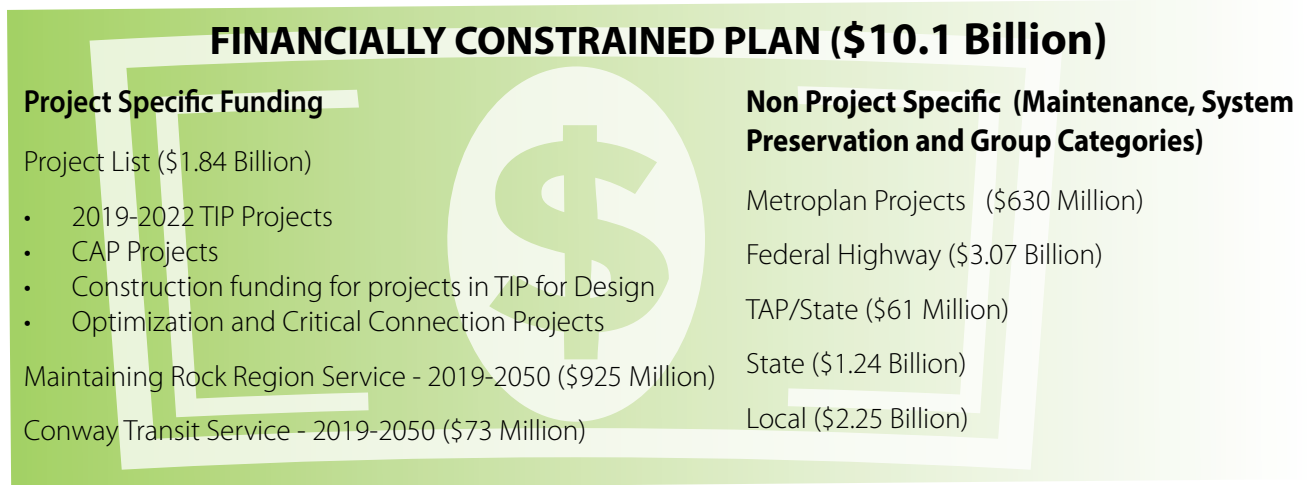 FINANCIALLY CONSTRAINED PLAN ($10.1 Billion)
Project Specific Funding
Project List ($1.84 Billion)
• 2019-2022 TIP Projects
• CAP Projects
• Construction funding for projects in TIP for Design
• Optimization and Critical Connection Projects
Maintaining Rock Region Service - 2019-2050 ($925 Million)
Conway Transit Service - 2019-2050 ($73 Million)
Non Project Specific (Maintenance, System
Preservation and Group Categories)
Metroplan Projects ($630 Million)
Federal Highway ($3.07 Billion)
TAP/State ($61 Million)
State ($1.24 Billion)
Local ($2.25 Billion)